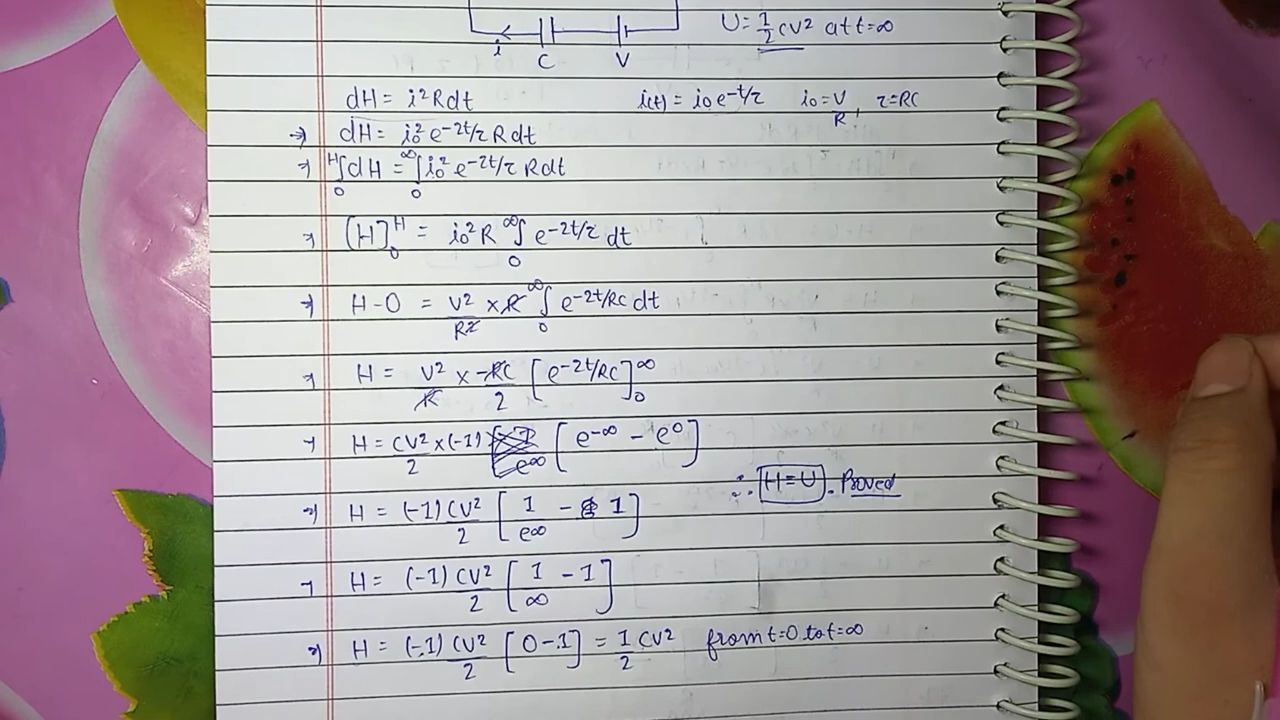 U = 1/2 CV² at t=∞
i C V
dH = i²Rdt i(t) = i₀e^-t/τ i₀ = V/R, τ=RC
→ dH = i₀² e^-2t/τ R dt
→ ∫₀^H dH = ∫₀^∞ i₀² e^-2t/τ R dt
→ [H]₀^H = i₀²R ∫₀^∞ e^-2t/τ dt
→ H - 0 = V²/R² × R ∫₀^∞ e^-2t/RC dt
→ H = V²/R × -RC/2 [e^-2t/RC]₀^∞
→ H = CV²/2 × (-1) [e^-∞ - e^0]
∴ H = U. Proved
⇒ H = (-1) CV²/2 [1/e^∞ - 1]
→ H = (-1) CV²/2 [1/∞ - 1]
⇒ H = (-1) CV²/2 [0-1] = 1/2 CV² from t=0 to t=∞